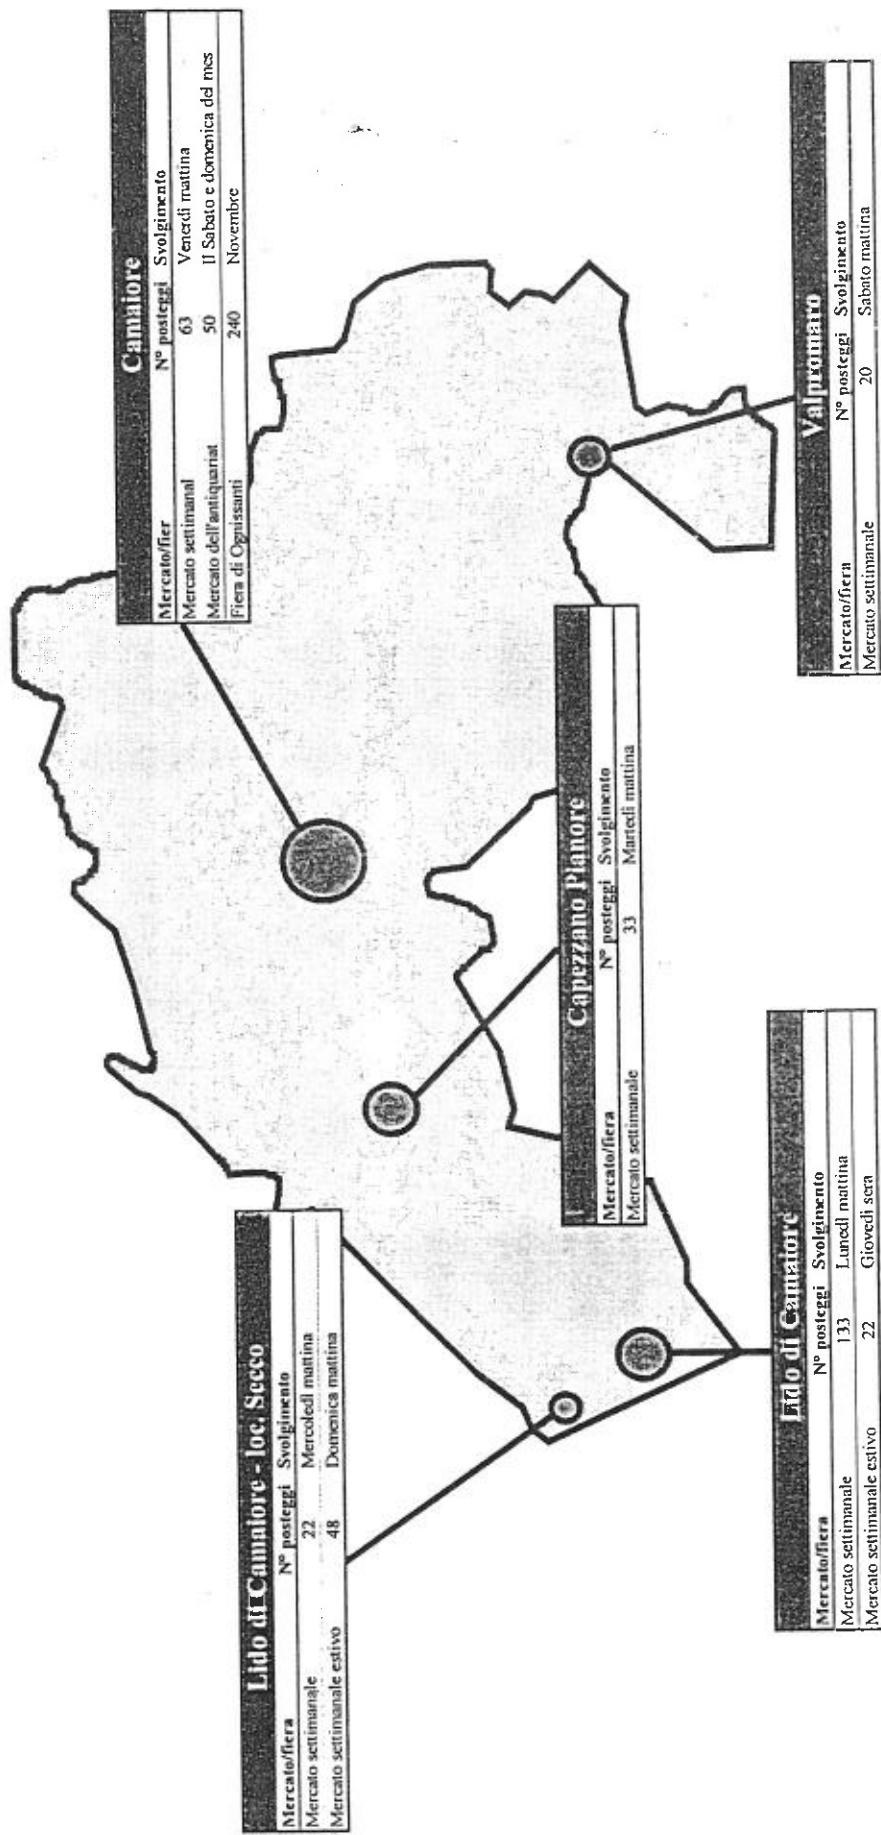 Camaiore
Mercato/fier N° posteggi Svolgimento
Mercato settimanal 63 Venerdì mattina
Mercato dell'antiquariat 50 II Sabato e domenica del mes
Fiera di Ognissanti 240 Novembre
Lido di Camaiore - loc. Secco
Mercato/fiera N° posteggi Svolgimento
Mercato settimanale 22 Mercoledì mattina
Mercato settimanale estivo 48 Domenica mattina
Capezzano Pianore
Mercato/fiera N° posteggi Svolgimento
Mercato settimanale 33 Martedì mattina
Lido di Camaiore
Mercato/fiera N° posteggi Svolgimento
Mercato settimanale 133 Lunedì mattina
Mercato settimanale estivo 22 Giovedì sera
Valpromaro
Mercato/fiera N° posteggi Svolgimento
Mercato settimanale 20 Sabato mattina